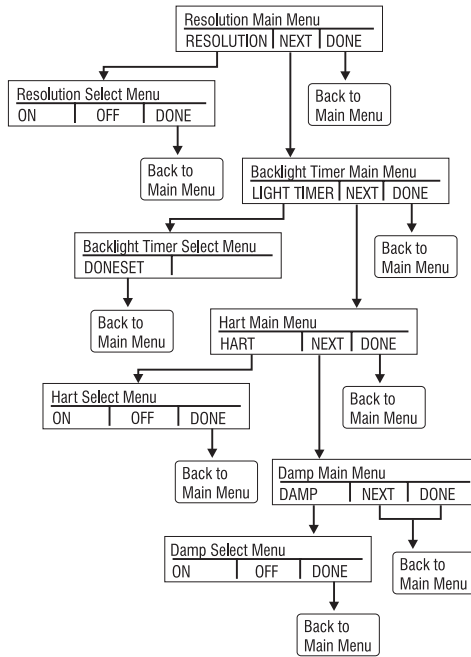 Resolution Main Menu
RESOLUTION NEXT DONE
Resolution Select Menu
ON OFF DONE
Back to
Main Menu
Back to
Main Menu
Backlight Timer Main Menu
LIGHT TIMER NEXT DONE
Backlight Timer Select Menu
DONESET
Back to
Main Menu
Back to
Main Menu
Hart Main Menu
HART NEXT DONE
Hart Select Menu
ON OFF DONE
Back to
Main Menu
Back to
Main Menu
Damp Main Menu
DAMP NEXT DONE
Damp Select Menu
ON OFF DONE
Back to
Main Menu
Back to
Main Menu